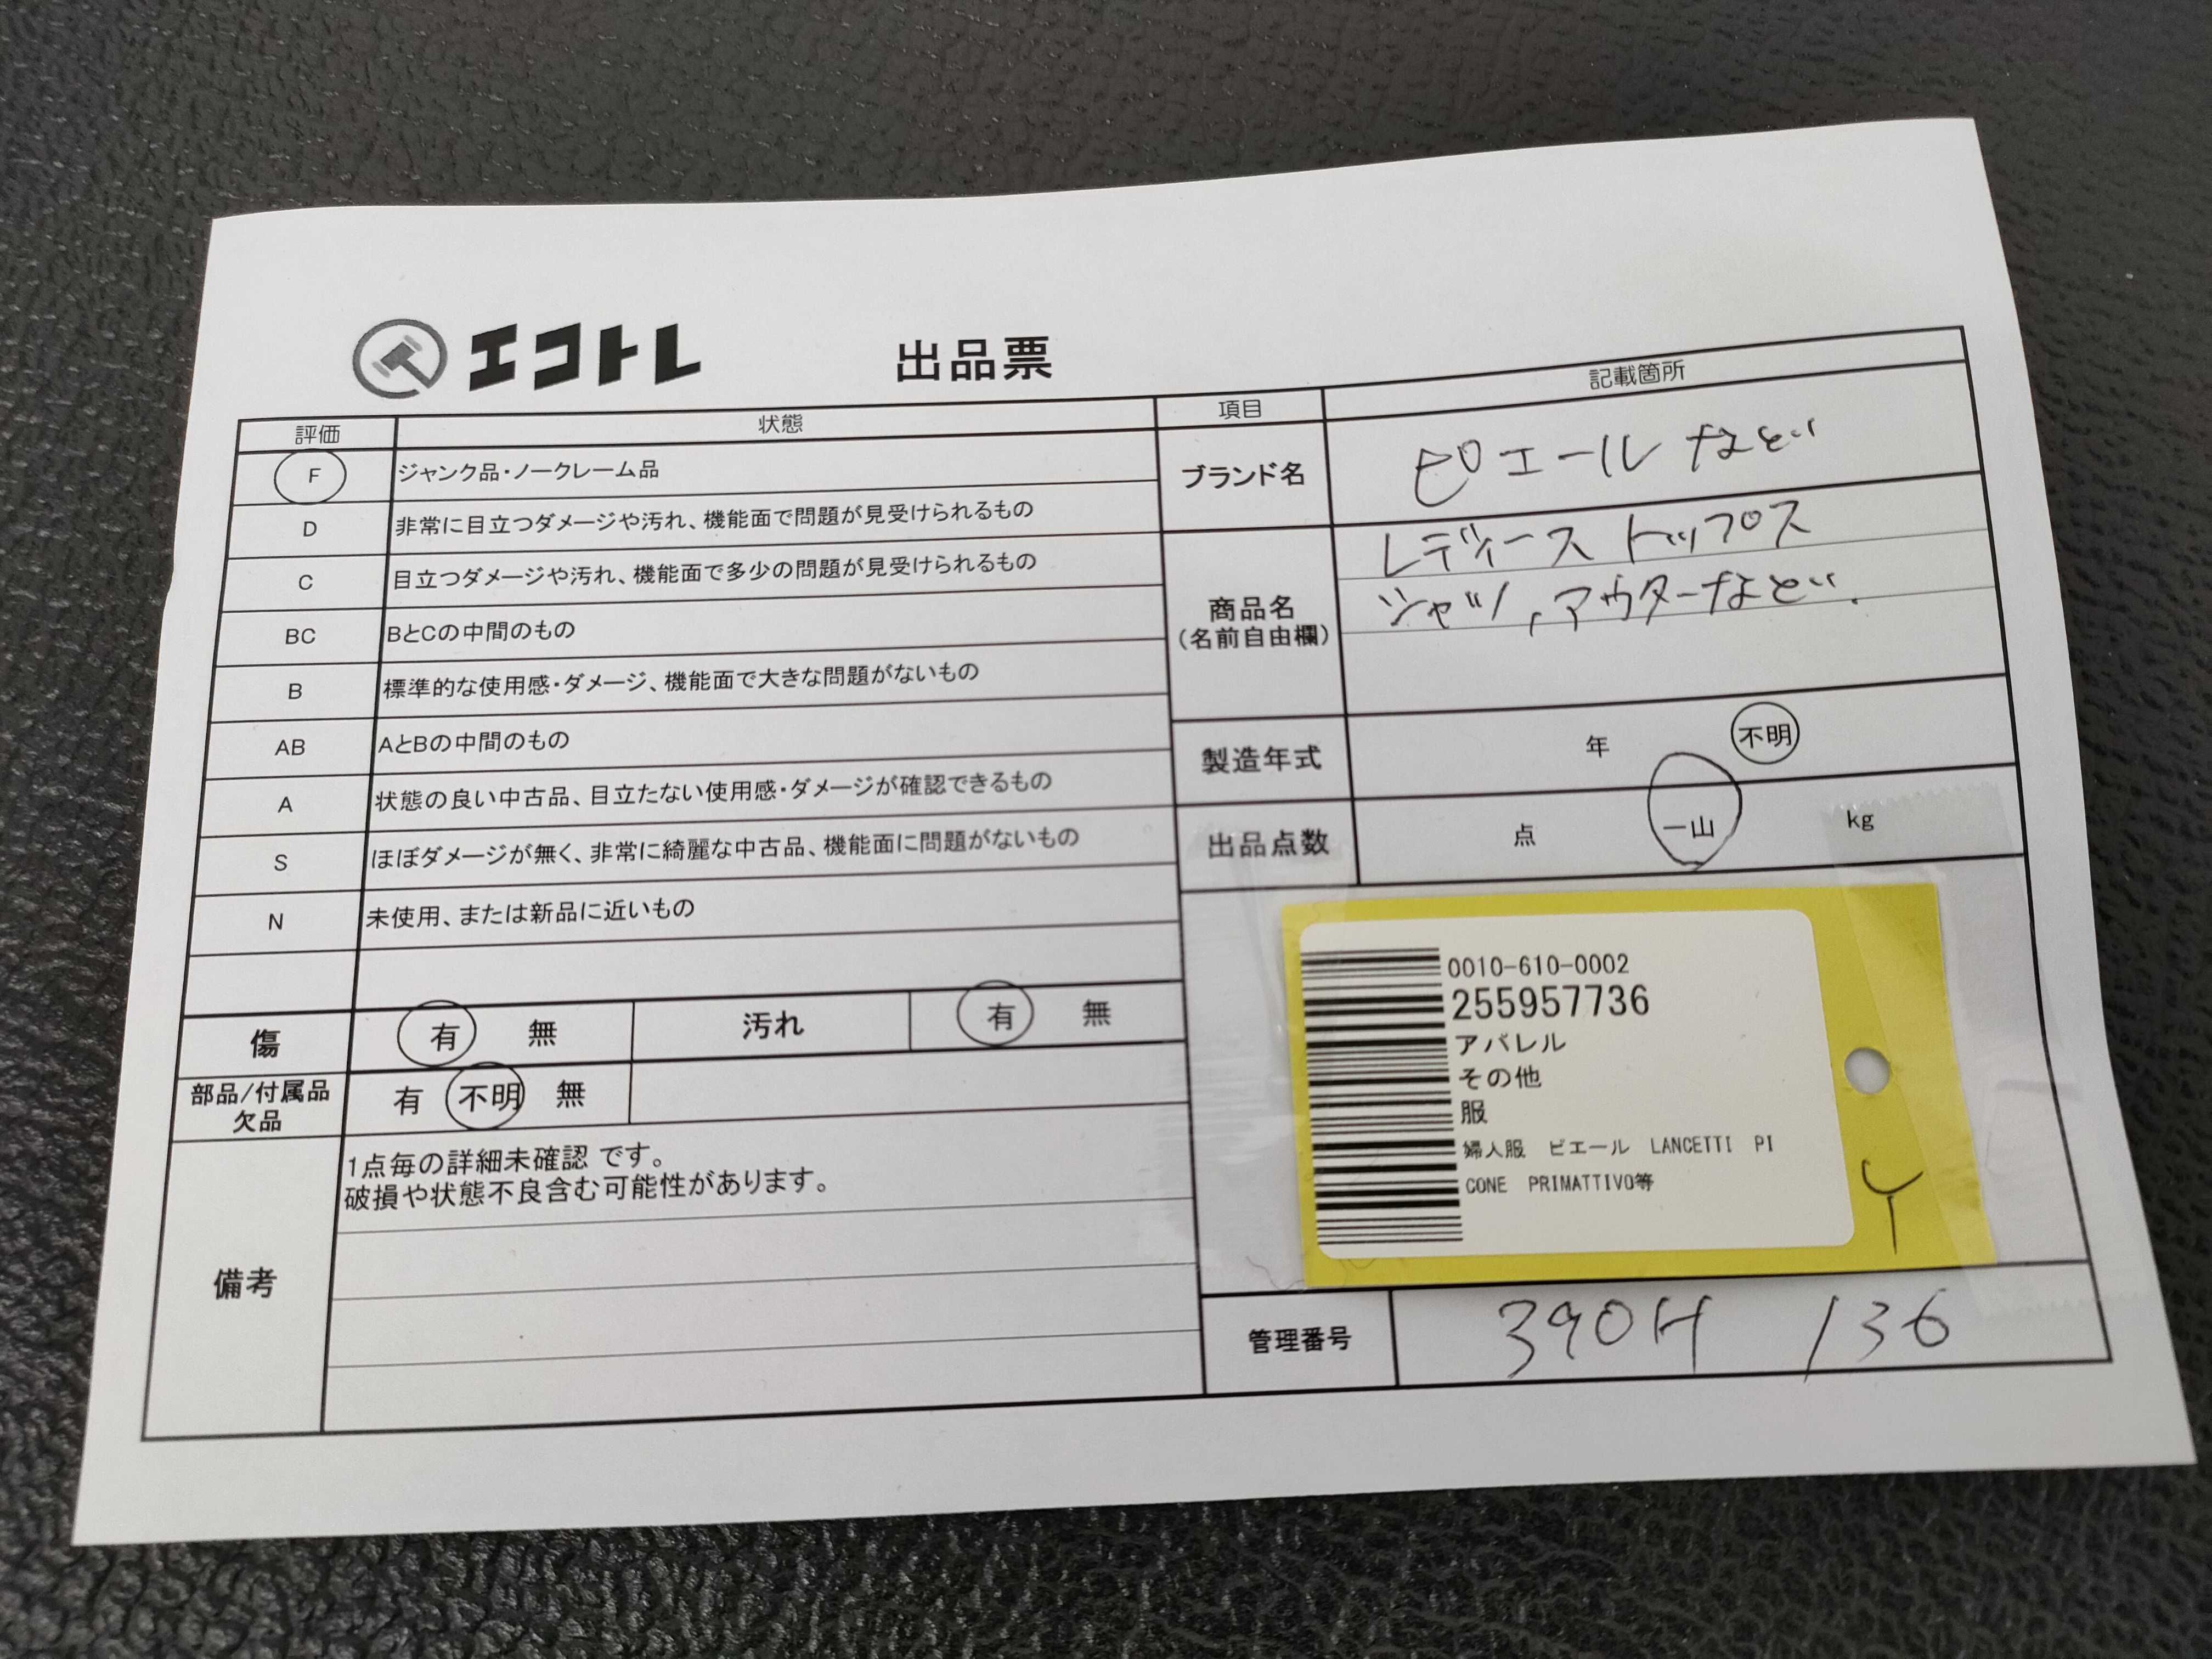 エコトレ 出品票
評価 状態
F ジャンク品・ノークレーム品
D 非常に目立つダメージや汚れ、機能面で問題が見受けられるもの
C 目立つダメージや汚れ、機能面で多少の問題が見受けられるもの
BC BとCの中間のもの
B 標準的な使用感・ダメージ、機能面で大きな問題がないもの
AB AとBの中間のもの
A 状態の良い中古品、目立たない使用感・ダメージが確認できるもの
S ほぼダメージが無く、非常に綺麗な中古品、機能面に問題がないもの
N 未使用、または新品に近いもの
傷 有 無 汚れ 有 無
部品/付属品
欠品 有 不明 無
備考
1点毎の詳細未確認 です。
破損や状態不良含む可能性があります。
項目 記載箇所
ブランド名 ピエール など
商品名
(名前自由欄)
レディース トップス
シャツ,アウターなど.
製造年式 年 不明
出品点数 点 一山 kg
0010-610-0002
255957736
アパレル
その他
服
婦人服 ピエール LANCETTI PI
CONE PRIMATTIVO等
Y
管理番号 390H 136